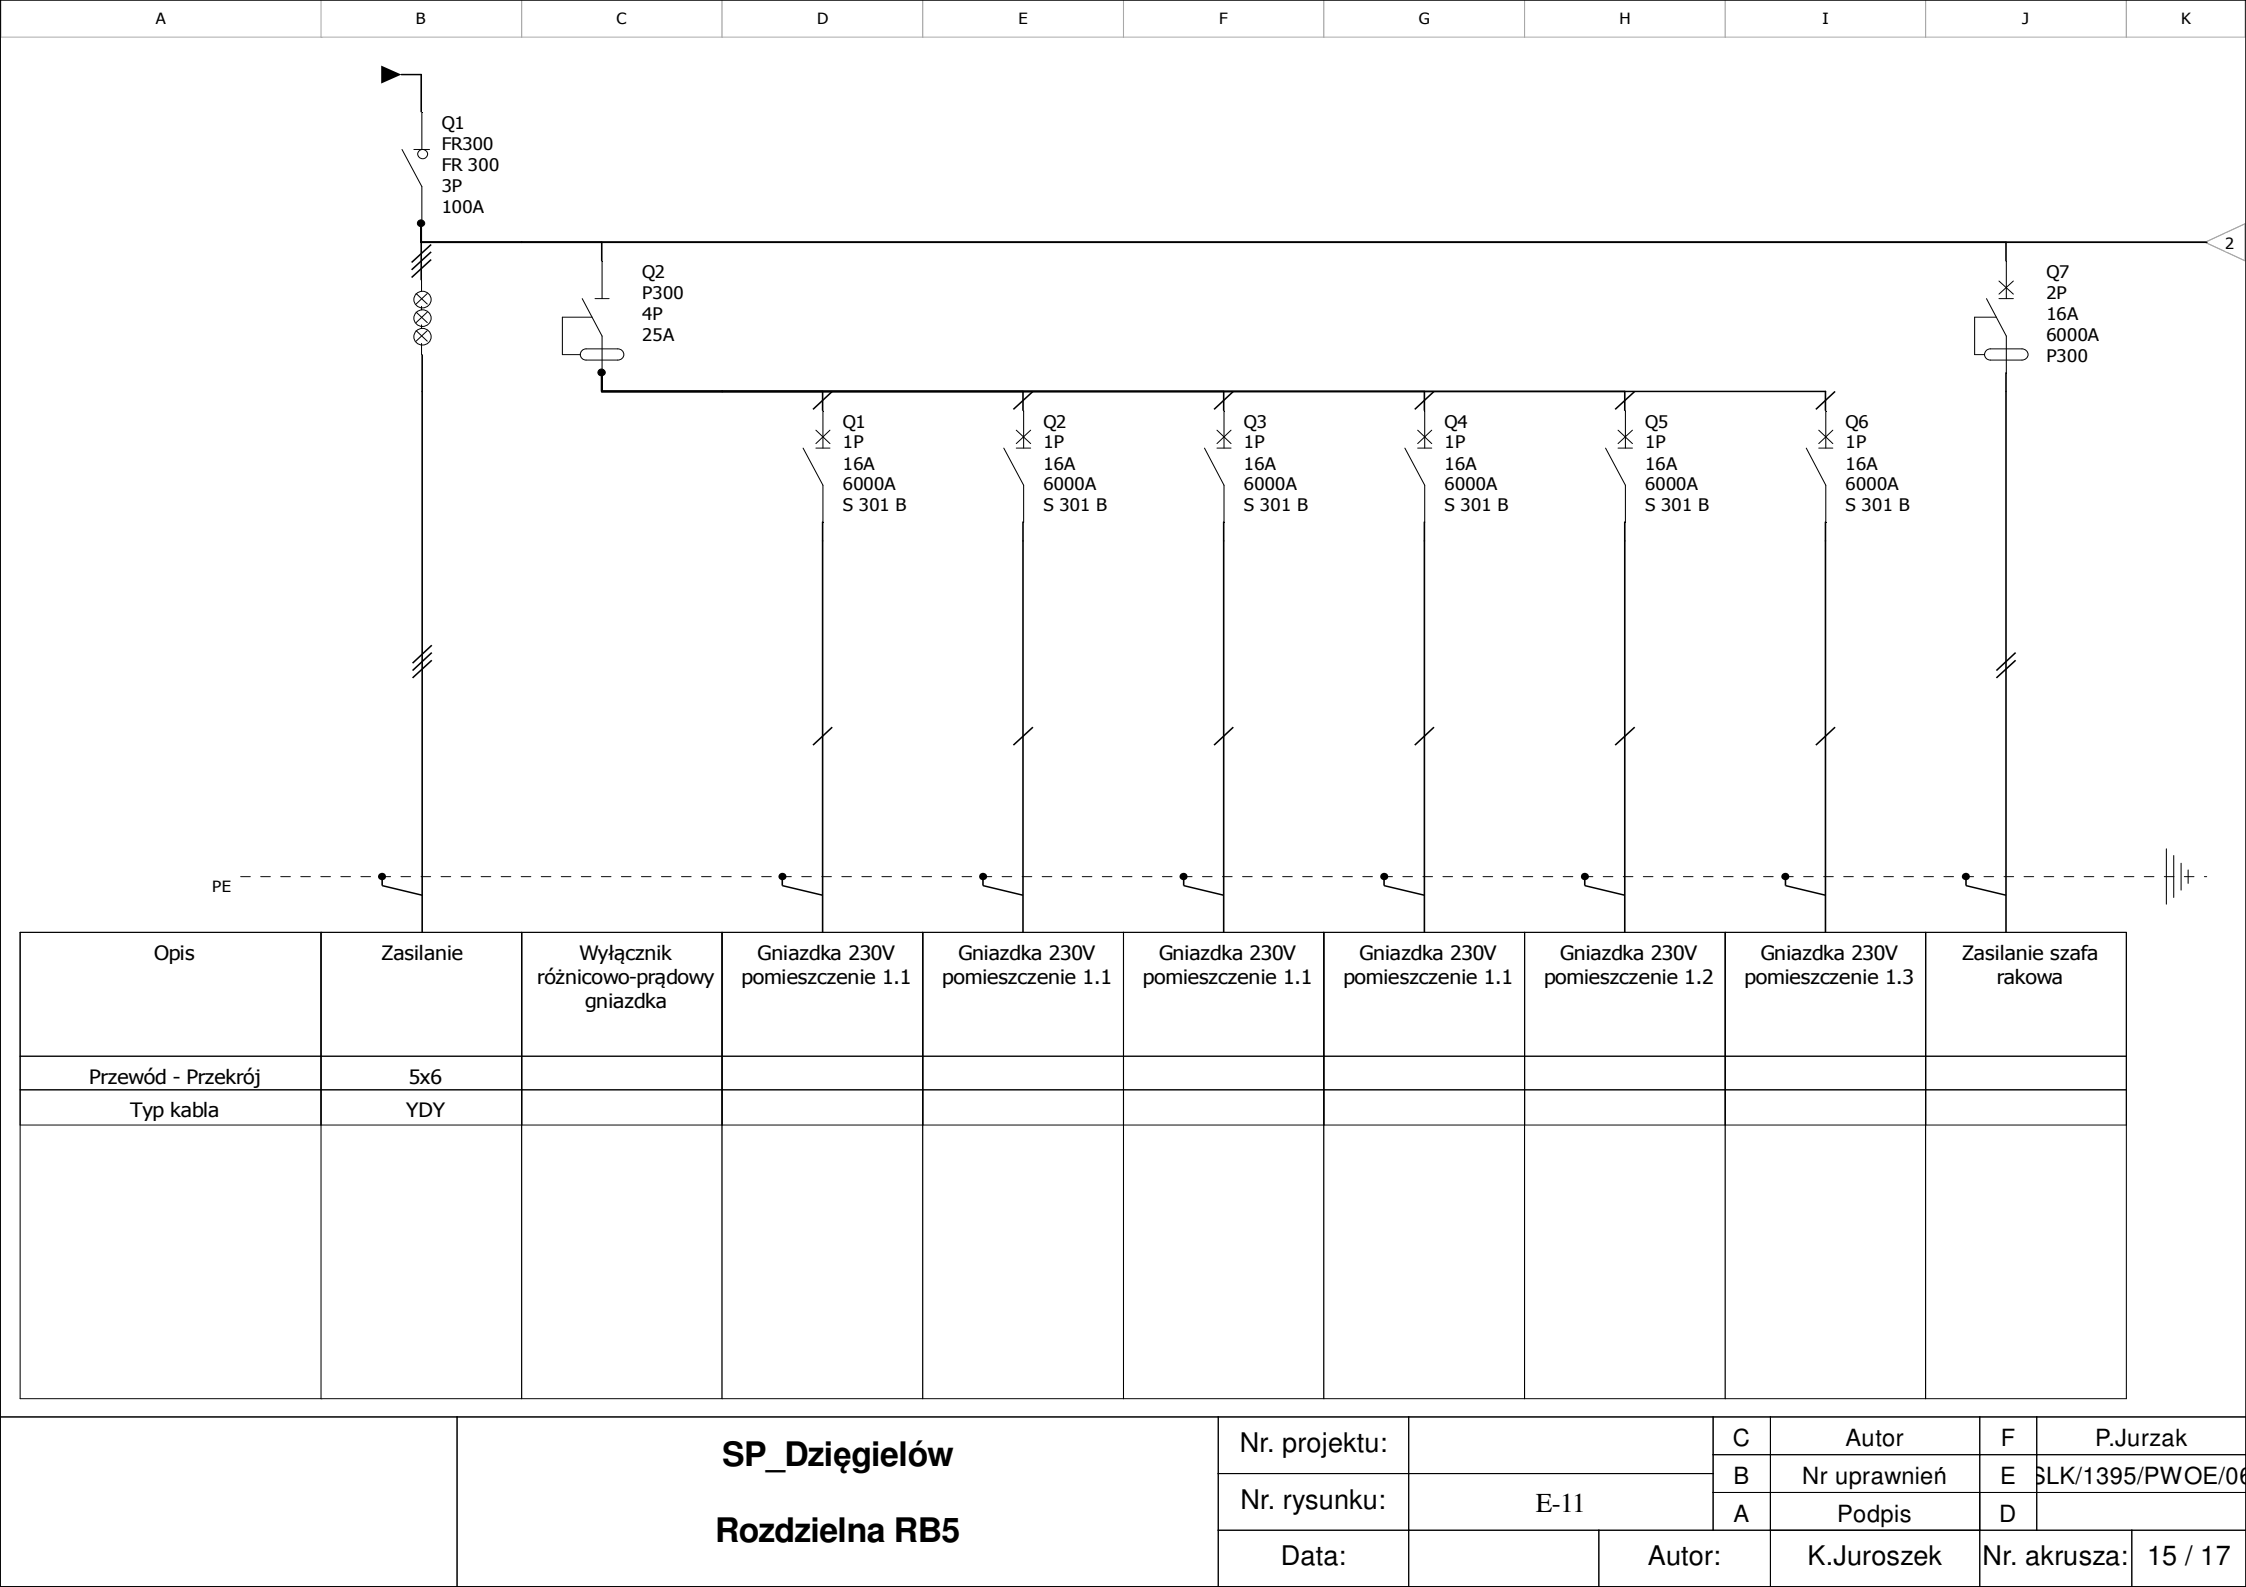 A B C D E F G H I J K
Q1
FR300
FR 300
3P
100A
2
Q2
P300
4P
25A
Q7
2P
16A
6000A
P300
Q1
1P
16A
6000A
S 301 B
Q2
1P
16A
6000A
S 301 B
Q3
1P
16A
6000A
S 301 B
Q4
1P
16A
6000A
S 301 B
Q5
1P
16A
6000A
S 301 B
Q6
1P
16A
6000A
S 301 B
PE
Opis
Zasilanie
Wyłącznik
różnicowo-prądowy
gniazdka
Gniazdka 230V
pomieszczenie 1.1
Gniazdka 230V
pomieszczenie 1.1
Gniazdka 230V
pomieszczenie 1.1
Gniazdka 230V
pomieszczenie 1.1
Gniazdka 230V
pomieszczenie 1.2
Gniazdka 230V
pomieszczenie 1.3
Zasilanie szafa
rakowa
Przewód - Przekrój 5x6
Typ kabla YDY
SP_Dzięgielów
Rozdzielna RB5
Nr. projektu:
Nr. rysunku: E-11
C Autor F P.Jurzak
B Nr uprawnień E SLK/1395/PWOE/06
A Podpis D
Data: Autor: K.Juroszek Nr. akrusza: 15 / 17